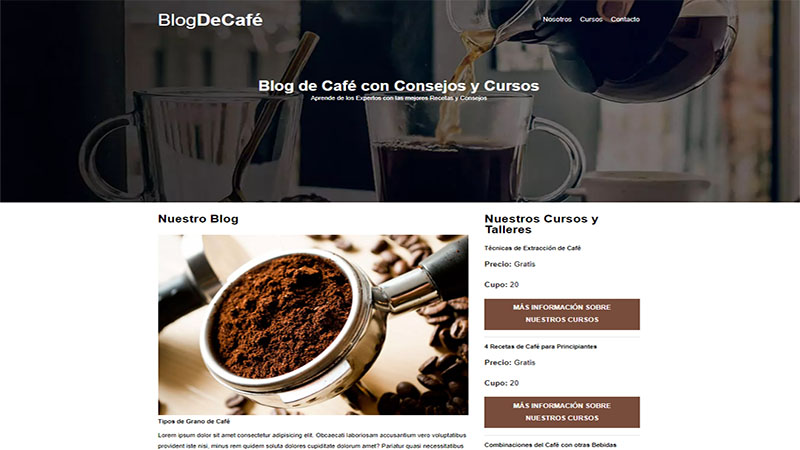 BlogDeCafé
Nosotros Cursos Contacto
Blog de Café con Consejos y Cursos
Aprende de los Expertos con las mejores Recetas y Consejos
Nuestro Blog
Tipos de Grano de Café
Lorem ipsum dolor sit amet consectetur adipisicing elit. Obcaecati laboriosam accusantium vero voluptatibus
provident iste nisi, minus rem quidem soluta dolores cupiditate dolorum amet? Pariatur quasi necessitatibus
Nuestros Cursos y
Talleres
Técnicas de Extracción de Café
Precio: Gratis
Cupo: 20
MÁS INFORMACIÓN SOBRE
NUESTROS CURSOS
4 Recetas de Café para Principiantes
Precio: Gratis
Cupo: 20
MÁS INFORMACIÓN SOBRE
NUESTROS CURSOS
Combinaciones del Café con otras Bebidas